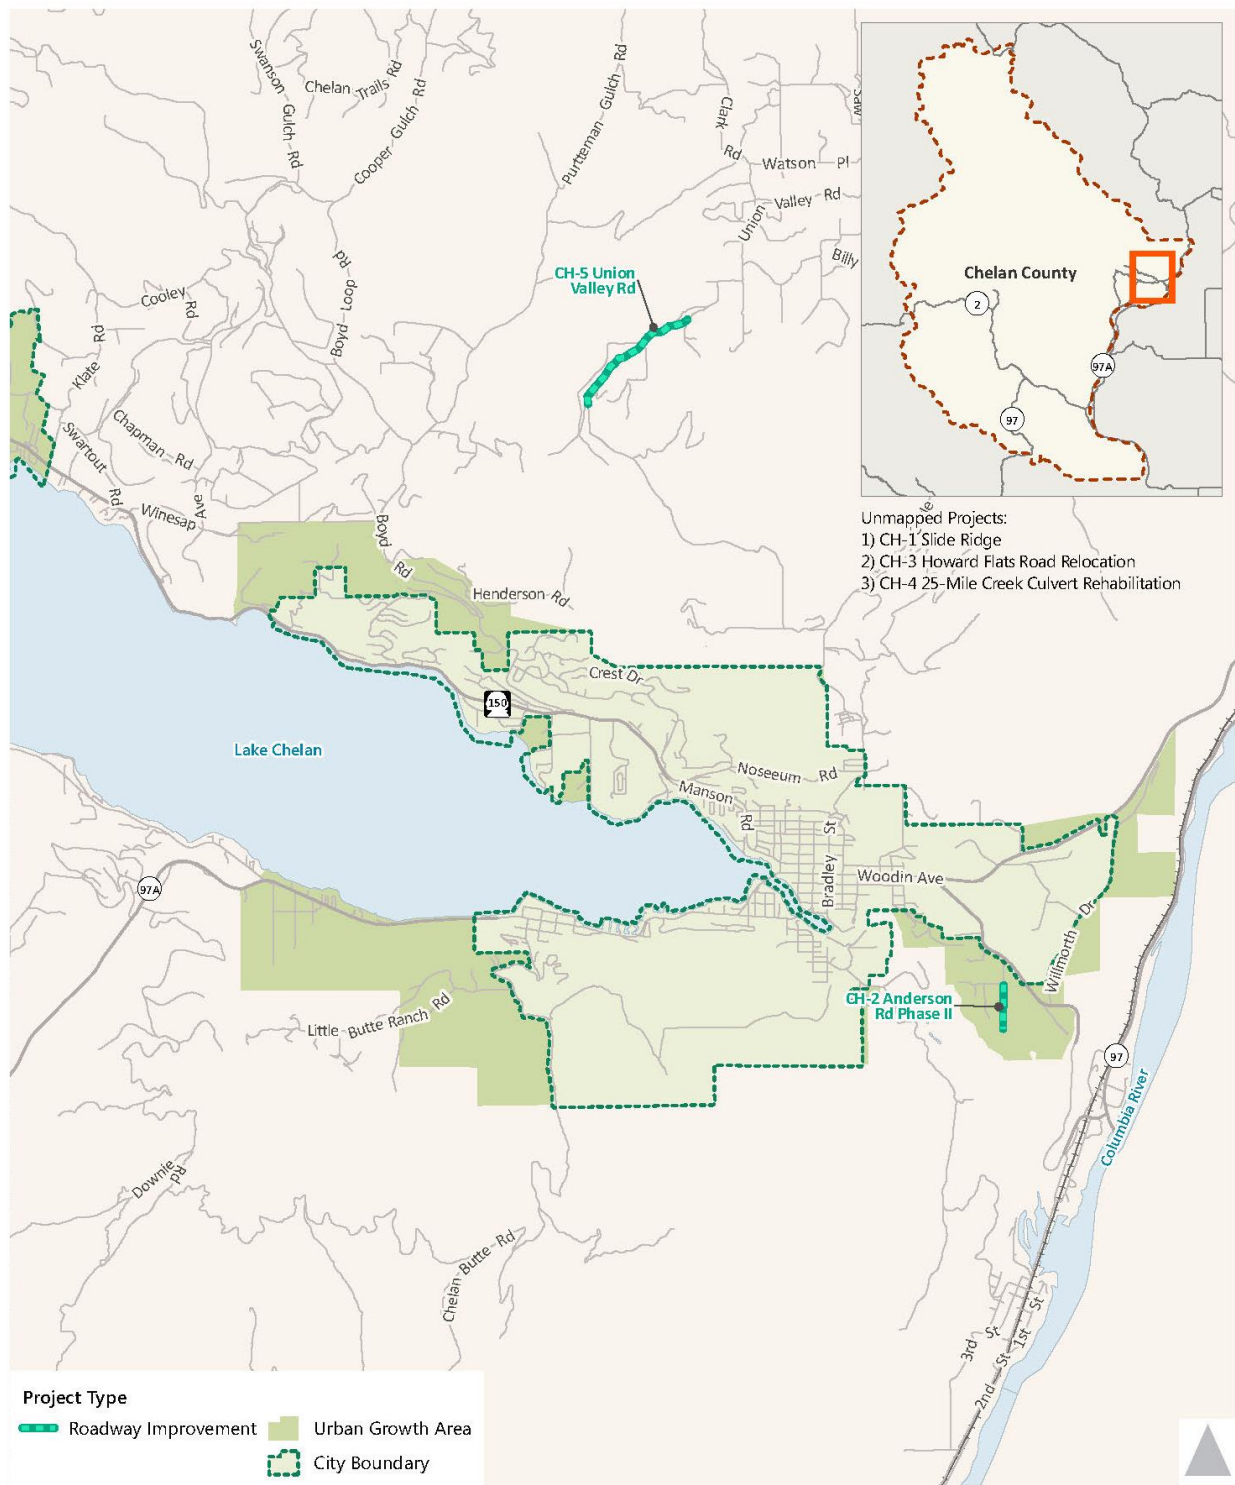 Swanson Gulch Rd
Chelan Trails Rd
Cooper Gulch Rd
Purtteman Gulch Rd
Clark Rd
Watson Pl
Union Valley Rd
Billy
Chelan County
2
97A
97
CH-5 Union
Valley Rd
Cooley Rd
Boyd Loop Rd
Klate Rd
Chapman Rd
Swartout Rd
Winesap Ave
Unmapped Projects:
1) CH-1 Slide Ridge
2) CH-3 Howard Flats Road Relocation
3) CH-4 25-Mile Creek Culvert Rehabilitation
Boyd Rd
Henderson Rd
Crest Dr
150
Lake Chelan
Noseeum Rd
Manson Rd
Bradley St
Woodin Ave
97A
Willmorth Dr
CH-2 Anderson
Rd Phase II
Little Butte Ranch Rd
97
Columbia River
Downie Rd
Chelan Butte Rd
3rd St
1st St
2nd St
Project Type
Roadway Improvement
Urban Growth Area
City Boundary